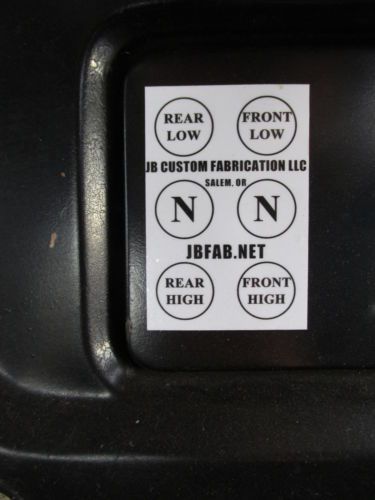 REAR FRONT
LOW LOW
JB CUSTOM FABRICATION LLC
SALEM, OR
N N
JBFAB.NET
REAR FRONT
HIGH HIGH